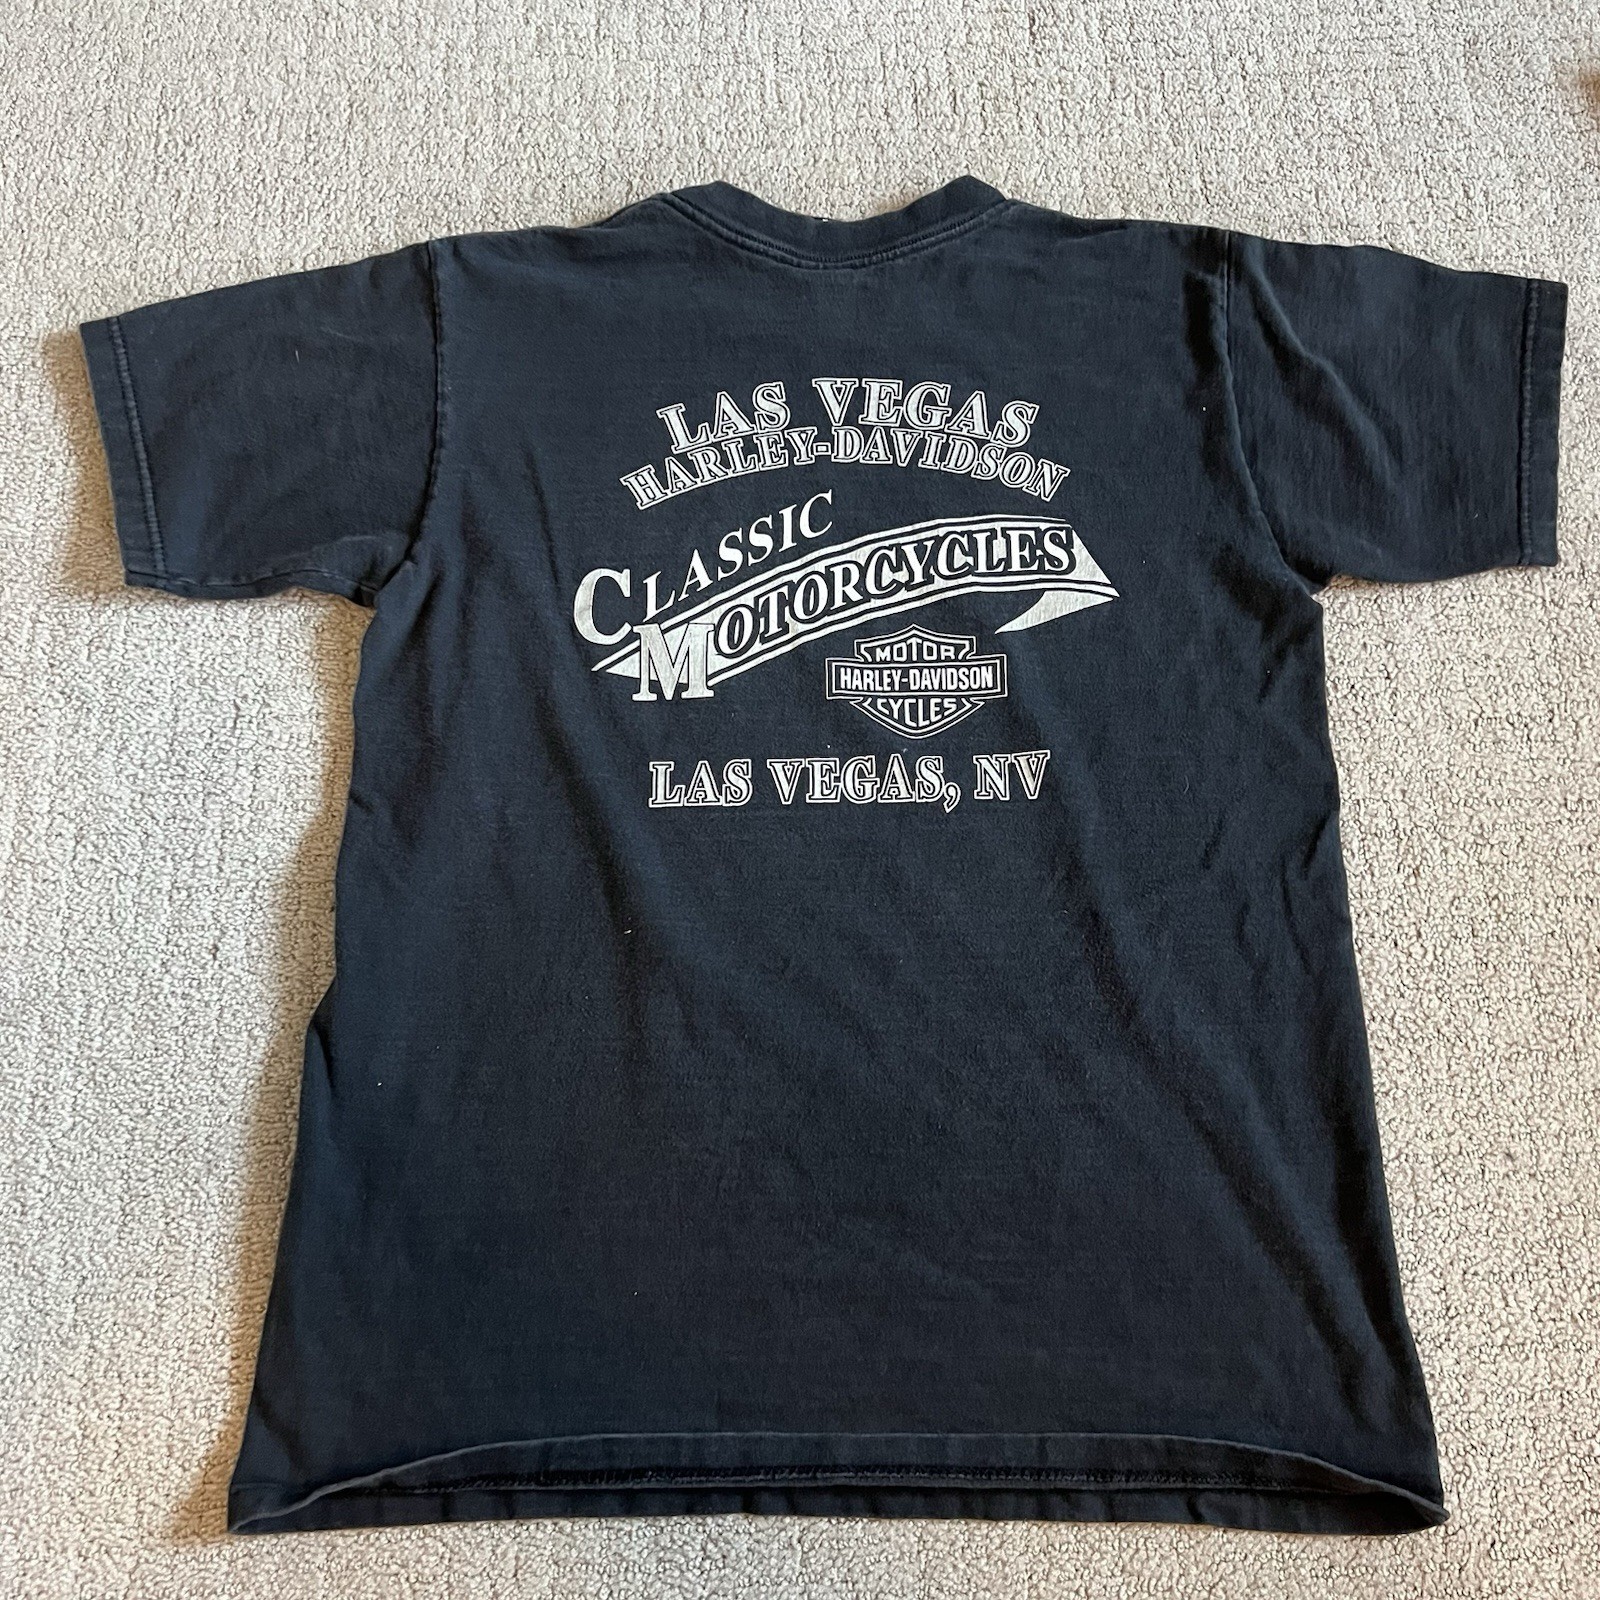 LAS VEGAS
HARLEY-DAVIDSON
CLASSIC
MOTORCYCLES
MOTOR
HARLEY-DAVIDSON
CYCLES
LAS VEGAS, NV